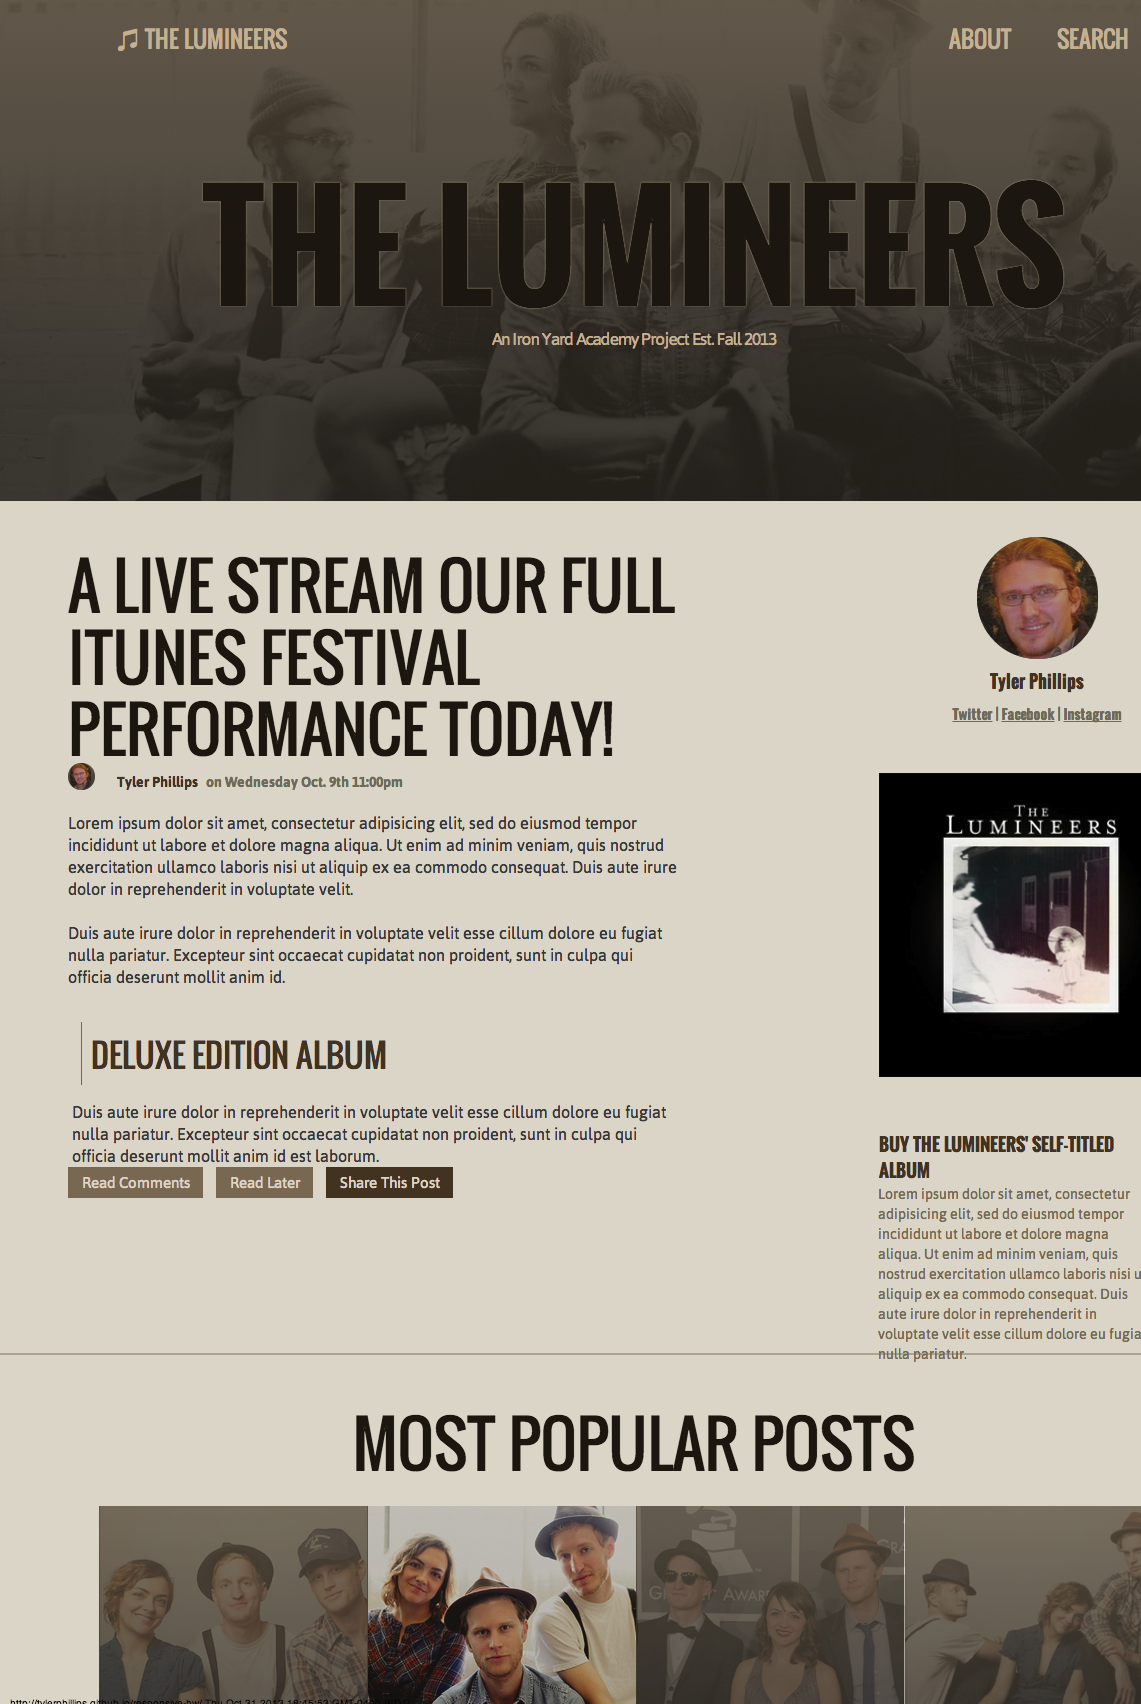 THE LUMINEERS
ABOUT
SEARCH
THE LUMINEERS
An Iron Yard Academy Project Est. Fall 2013
A LIVE STREAM OUR FULL
ITUNES FESTIVAL
PERFORMANCE TODAY!
Tyler Phillips on Wednesday Oct. 9th 11:00pm
Lorem ipsum dolor sit amet, consectetur adipisicing elit, sed do eiusmod tempor
incididunt ut labore et dolore magna aliqua. Ut enim ad minim veniam, quis nostrud
exercitation ullamco laboris nisi ut aliquip ex ea commodo consequat. Duis aute irure
dolor in reprehenderit in voluptate velit.
Duis aute irure dolor in reprehenderit in voluptate velit esse cillum dolore eu fugiat
nulla pariatur. Excepteur sint occaecat cupidatat non proident, sunt in culpa qui
officia deserunt mollit anim id.
DELUXE EDITION ALBUM
Duis aute irure dolor in reprehenderit in voluptate velit esse cillum dolore eu fugiat
nulla pariatur. Excepteur sint occaecat cupidatat non proident, sunt in culpa qui
officia deserunt mollit anim id est laborum.
Read Comments
Read Later
Share This Post
Tyler Phillips
Twitter | Facebook | Instagram
THE
LUMINEERS
BUY THE LUMINEERS' SELF-TITLED
ALBUM
Lorem ipsum dolor sit amet, consectetur
adipisicing elit, sed do eiusmod tempor
incididunt ut labore et dolore magna
aliqua. Ut enim ad minim veniam, quis
nostrud exercitation ullamco laboris nisi u
aliquip ex ea commodo consequat. Duis
aute irure dolor in reprehenderit in
voluptate velit esse cillum dolore eu fugia
nulla pariatur.
MOST POPULAR POSTS